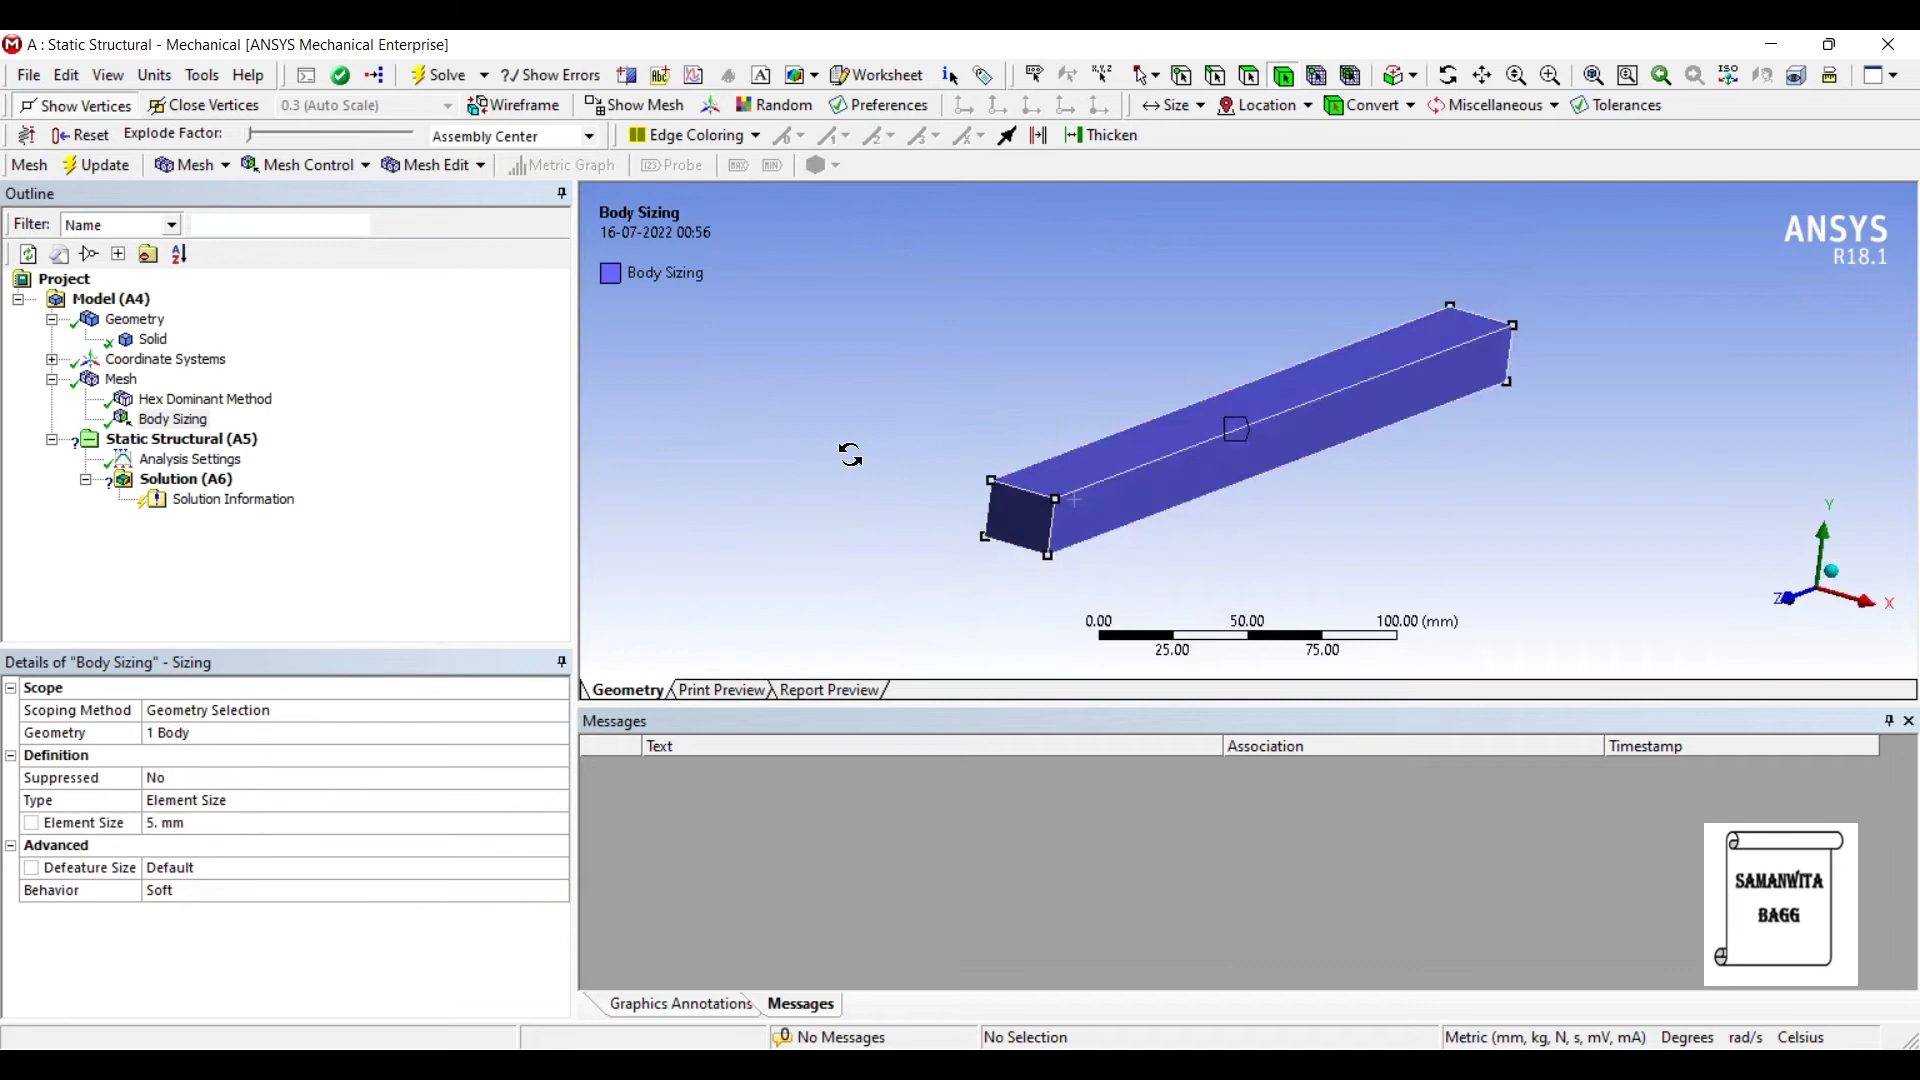 A : Static Structural - Mechanical [ANSYS Mechanical Enterprise]
File Edit View Units Tools Help Solve ?/ Show Errors Worksheet
Show Vertices Close Vertices 0.3 (Auto Scale) Wireframe Show Mesh Random Preferences Size Location Convert Miscellaneous Tolerances
Reset Explode Factor: Assembly Center Edge Coloring Thicken
Mesh Update Mesh Mesh Control Mesh Edit Metric Graph Probe MAX MIN
Outline
Filter: Name
Project
Model (A4)
Geometry
Solid
Coordinate Systems
Mesh
Hex Dominant Method
Body Sizing
Static Structural (A5)
Analysis Settings
Solution (A6)
Solution Information
Body Sizing
16-07-2022 00:56
Body Sizing
ANSYS
R18.1
Y
Z
X
0.00 50.00 100.00 (mm)
25.00 75.00
Geometry Print Preview Report Preview
Details of "Body Sizing" - Sizing
Scope
Scoping Method Geometry Selection
Geometry 1 Body
Definition
Suppressed No
Type Element Size
Element Size 5. mm
Advanced
Defeature Size Default
Behavior Soft
Messages
Text Association Timestamp
SAMANWITA
BAGG
Graphics Annotations Messages
0 No Messages No Selection Metric (mm, kg, N, s, mV, mA) Degrees rad/s Celsius